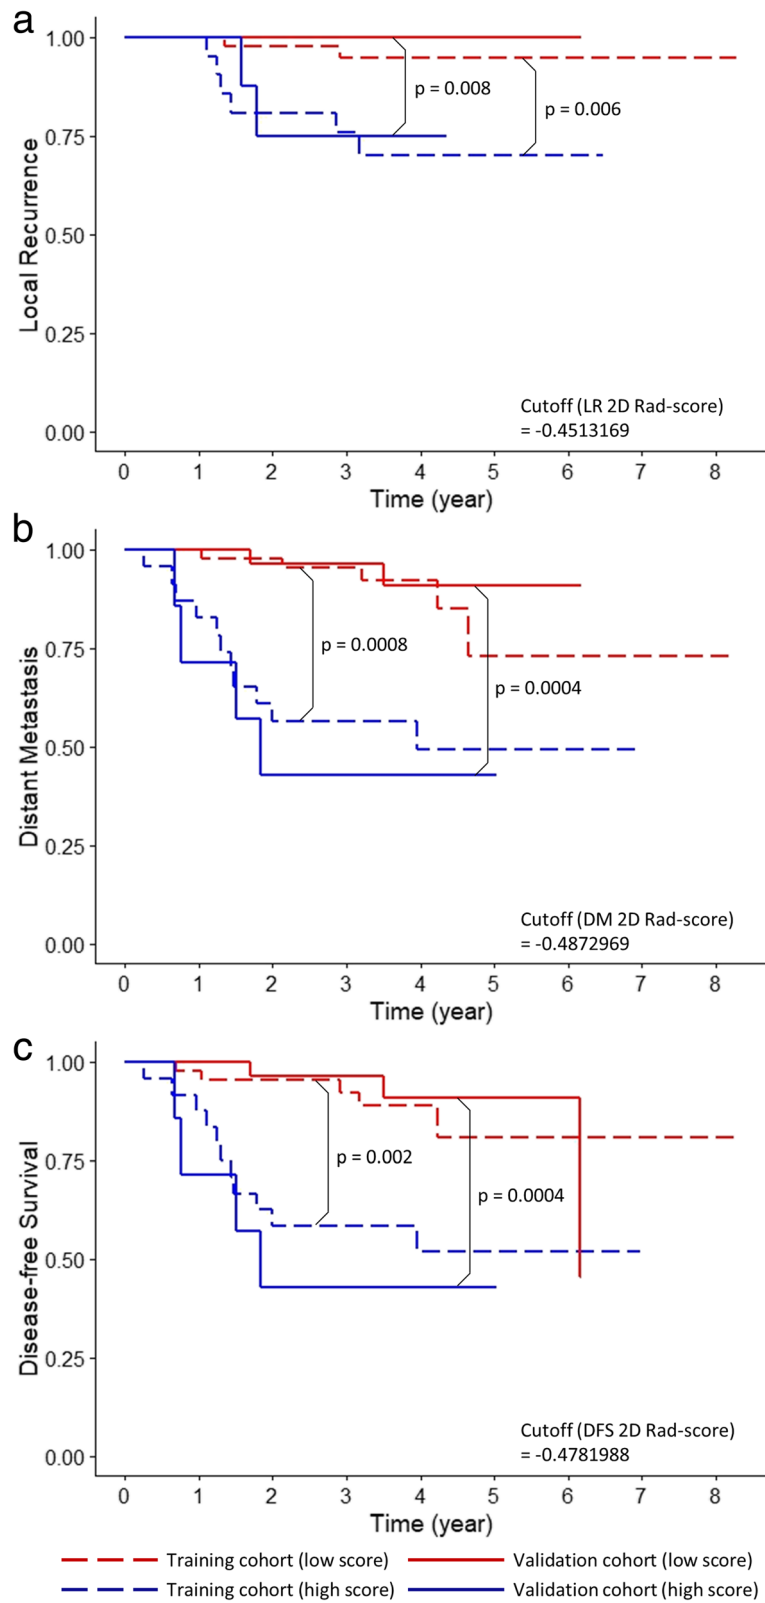 a
1.00
0.75
0.50
0.25
0.00
Local Recurrence
p = 0.008
p = 0.006
Cutoff (LR 2D Rad-score)
= -0.4513169
0 1 2 3 4 5 6 7 8
Time (year)
b
1.00
0.75
0.50
0.25
0.00
Distant Metastasis
p = 0.0008
p = 0.0004
Cutoff (DM 2D Rad-score)
= -0.4872969
0 1 2 3 4 5 6 7 8
Time (year)
c
1.00
0.75
0.50
0.25
0.00
Disease-free Survival
p = 0.002
p = 0.0004
Cutoff (DFS 2D Rad-score)
= -0.4781988
0 1 2 3 4 5 6 7 8
Time (year)
Training cohort (low score) Validation cohort (low score)
Training cohort (high score) Validation cohort (high score)